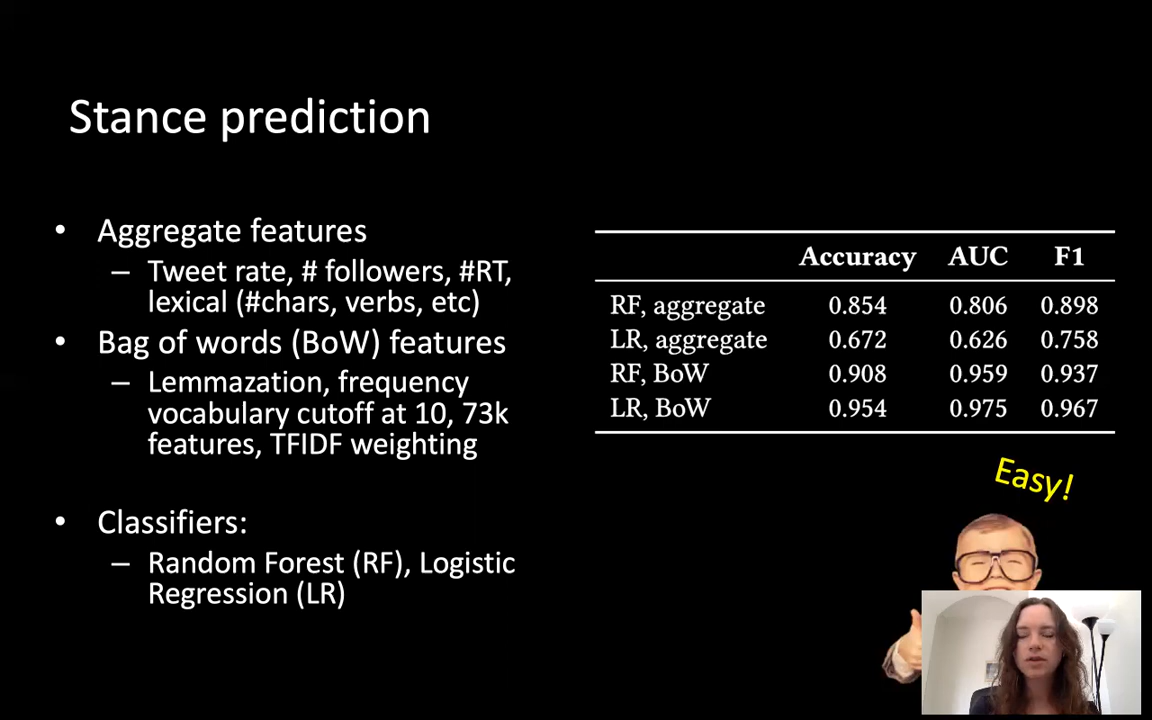 Stance prediction
• Aggregate features
– Tweet rate, # followers, #RT,
lexical (#chars, verbs, etc)
• Bag of words (BoW) features
– Lemmazation, frequency
vocabulary cutoff at 10, 73k
features, TFIDF weighting
• Classifiers:
– Random Forest (RF), Logistic
Regression (LR)
Accuracy AUC F1
RF, aggregate 0.854 0.806 0.898
LR, aggregate 0.672 0.626 0.758
RF, BoW 0.908 0.959 0.937
LR, BoW 0.954 0.975 0.967
Easy!